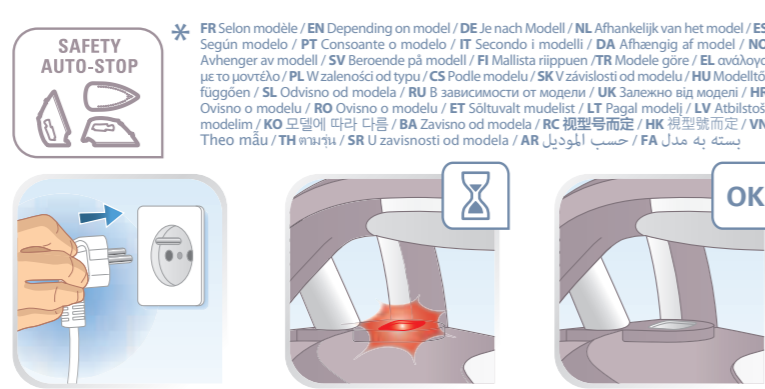 SAFETY
AUTO-STOP
* FR Selon modèle / EN Depending on model / DE Je nach Modell / NL Afhankelijk van het model / ES
Según modelo / PT Consoante o modelo / IT Secondo i modelli / DA Afhængig af model / NO
Avhenger av modell / SV Beroende på modell / FI Mallista riippuen /TR Modele göre / EL ανάλογα
με το μοντέλο / PL W zaleności od typu / CS Podle modelu / SK V závislosti od modelu / HU Modelltől
függően / SL Odvisno od modela / RU В зависимости от модели / UK Залежно від моделі / HR
Ovisno o modelu / RO Ovisno o modelu / ET Sõltuvalt mudelist / LT Pagal modelį / LV Atbilstoš
modelim / KO 모델에 따라 다름 / BA Zavisno od modela / RC 视型号而定 / HK 視型號而定 / VN
Theo mẫu / TH ตามรุ่น / SR U zavisnosti od modela / AR حسب الموديل / FA بسته به مدل
OK